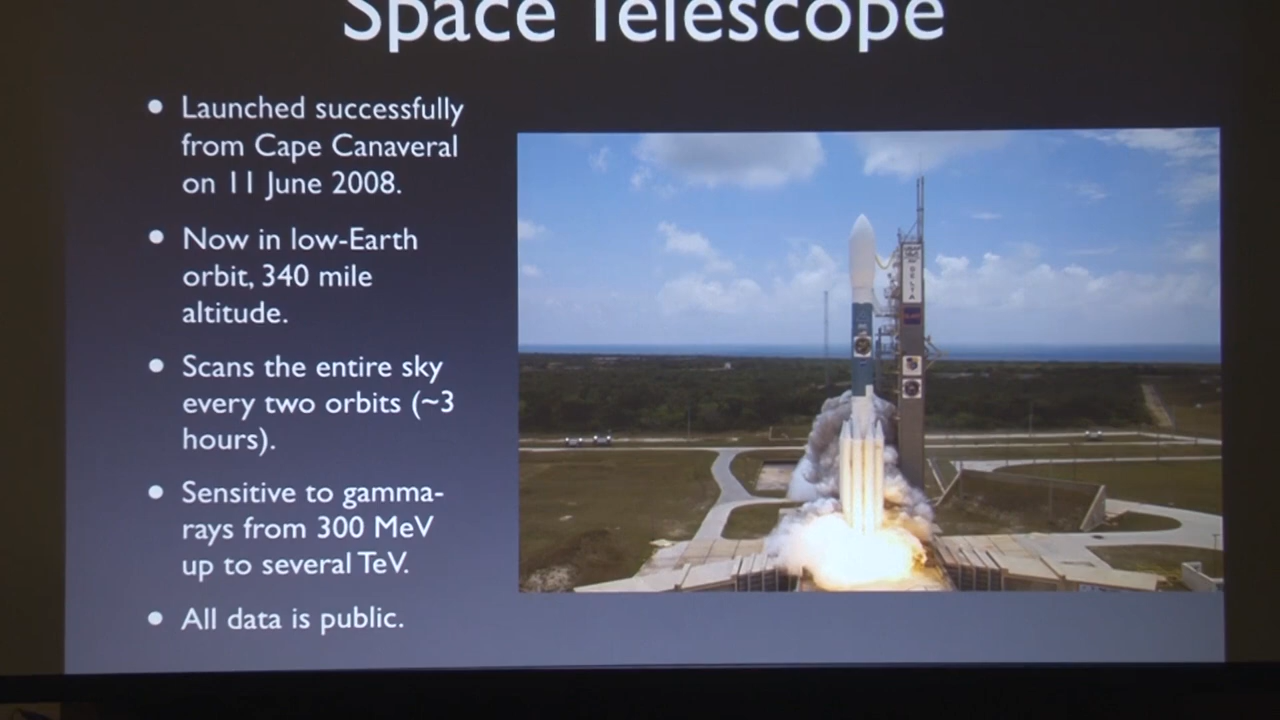 Space Telescope
• Launched successfully
from Cape Canaveral
on 11 June 2008.
• Now in low-Earth
orbit, 340 mile
altitude.
• Scans the entire sky
every two orbits (~3
hours).
• Sensitive to gamma-
rays from 300 MeV
up to several TeV.
• All data is public.
DELTA